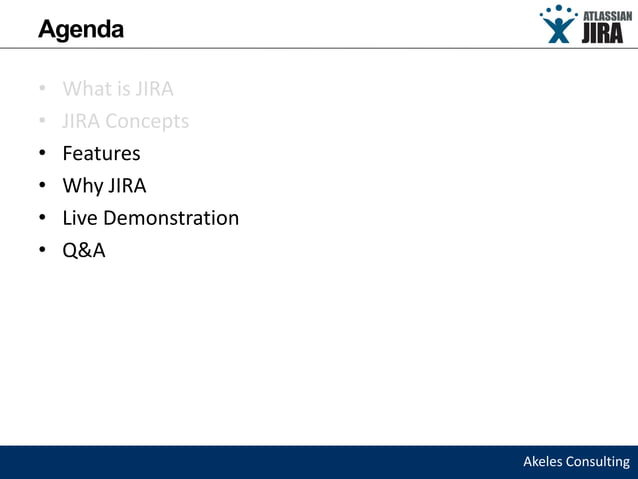 Agenda
ATLASSIAN
JIRA
• What is JIRA
• JIRA Concepts
• Features
• Why JIRA
• Live Demonstration
• Q&A
Akeles Consulting